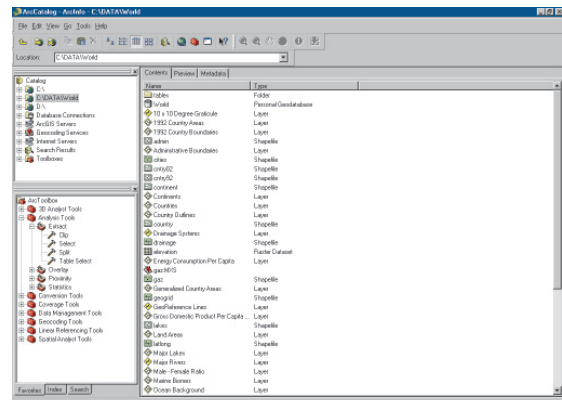 ArcCatalog - ArcInfo - C:\DATA\World
File Edit View Go Tools Help
Location: C:\DATA\World
Catalog
C:\
C:\DATA\World
D:\
Database Connections
ArcGIS Servers
Geocoding Services
Internet Servers
Search Results
Toolboxes
ArcToolbox
3D Analyst Tools
Analysis Tools
Extract
Clip
Select
Split
Table Select
Overlay
Proximity
Statistics
Conversion Tools
Coverage Tools
Data Management Tools
Geocoding Tools
Linear Referencing Tools
Spatial Analyst Tools
Favorites Index Search
Contents Preview Metadata
Name Type
tables Folder
World Personal Geodatabase
10 x 10 Degree Graticule Layer
1992 Country Areas Layer
1992 Country Boundaries Layer
admin Shapefile
Administrative Boundaries Layer
cities Shapefile
cntry02 Shapefile
cntry92 Shapefile
continent Shapefile
Continents Layer
Countries Layer
Country Outlines Layer
country Shapefile
Drainage Systems Layer
drainage Shapefile
elevation Raster Dataset
Energy Consumption Per Capita Layer
gaz:NXS
gaz Shapefile
Generalized Country Areas Layer
geogrid Shapefile
GeoReference Lines Layer
Gross Domestic Product Per Capita ... Layer
lakes Shapefile
Land Areas Layer
latlong Shapefile
Major Lakes Layer
Major Rivers Layer
Male - Female Ratio Layer
Marine Biomes Layer
Ocean Background Layer